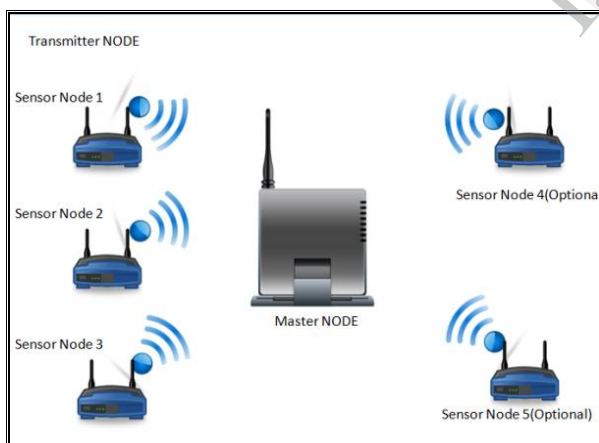 Transmitter NODE
Sensor Node 1
Sensor Node 2
Sensor Node 3
Master NODE
Sensor Node 4(Optiona
Sensor Node 5(Optional)